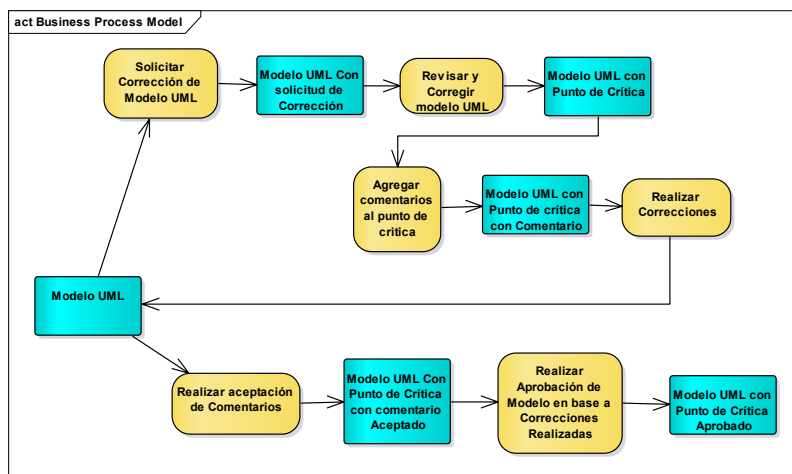 act Business Process Model
Solicitar
Corrección de
Modelo UML
Modelo UML Con
solicitud de
Corrección
Revisar y
Corregir
modelo UML
Modelo UML con
Punto de Crítica
Agregar
comentarios
al punto de
critica
Modelo UML con
Punto de crítica
con Comentario
Realizar
Correcciones
Modelo UML
Realizar aceptación
de Comentarios
Modelo UML Con
Punto de Crítica
con comentario
Aceptado
Realizar
Aprobación de
Modelo en base a
Correcciones
Realizadas
Modelo UML con
Punto de Crítica
Aprobado